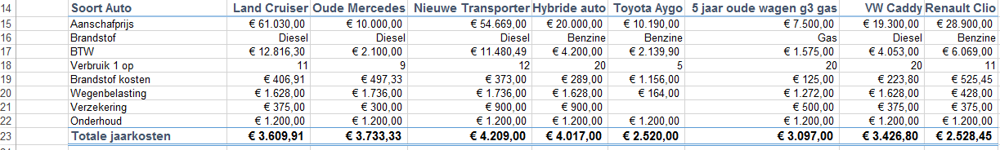 14 Soort Auto Land Cruiser Oude Mercedes Nieuwe Transporter Hybride auto Toyota Aygo 5 jaar oude wagen g3 gas VW Caddy Renault Clio
15 Aanschafprijs € 61.030,00 € 10.000,00 € 54.669,00 € 20.000,00 € 10.190,00 € 7.500,00 € 19.300,00 € 28.900,00
16 Brandstof Diesel Diesel Diesel Benzine Benzine Gas Diesel Benzine
17 BTW € 12.816,30 € 2.100,00 € 11.480,49 € 4.200,00 € 2.139,90 € 1.575,00 € 4.053,00 € 6.069,00
18 Verbruik 1 op 11 9 12 20 5 20 20 11
19 Brandstof kosten € 406,91 € 497,33 € 373,00 € 289,00 € 1.156,00 € 125,00 € 223,80 € 525,45
20 Wegenbelasting € 1.628,00 € 1.736,00 € 1.736,00 € 1.628,00 € 164,00 € 1.272,00 € 1.628,00 € 428,00
21 Verzekering € 375,00 € 300,00 € 900,00 € 900,00 € 500,00 € 375,00 € 375,00
22 Onderhoud € 1.200,00 € 1.200,00 € 1.200,00 € 1.200,00 € 1.200,00 € 1.200,00 € 1.200,00 € 1.200,00
23 Totale jaarkosten € 3.609,91 € 3.733,33 € 4.209,00 € 4.017,00 € 2.520,00 € 3.097,00 € 3.426,80 € 2.528,45